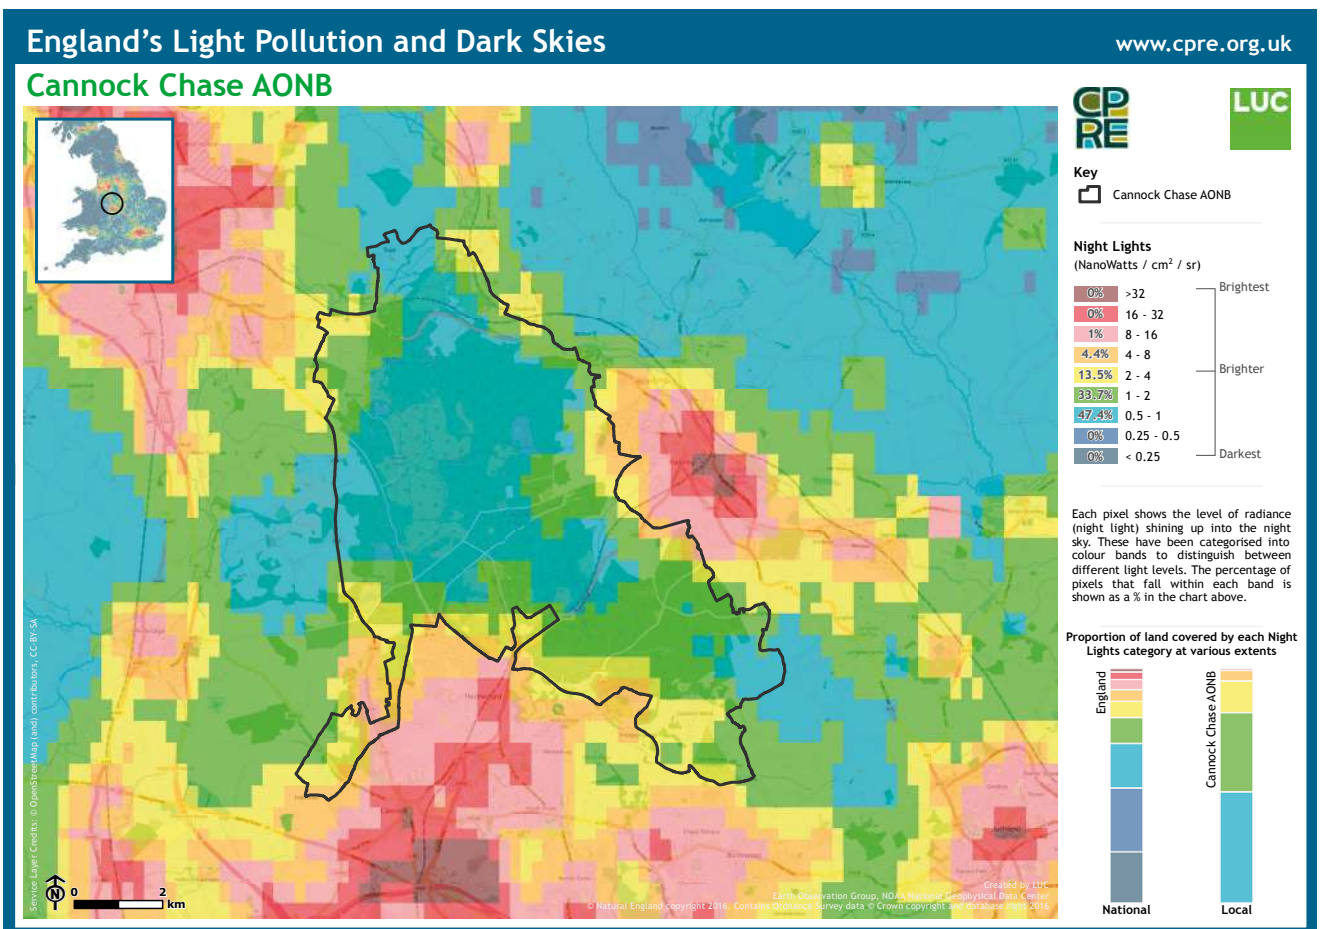 England's Light Pollution and Dark Skies
www.cpre.org.uk
Cannock Chase AONB
CP
RE
LUC
Key
Cannock Chase AONB
Night Lights
(NanoWatts / cm² / sr)
0% >32
0% 16 - 32
1% 8 - 16
4.4% 4 - 8
13.5% 2 - 4
33.7% 1 - 2
47.4% 0.5 - 1
0% 0.25 - 0.5
0% < 0.25
Brightest
Brighter
Darkest
Each pixel shows the level of radiance
(night light) shining up into the night
sky. These have been categorised into
colour bands to distinguish between
different light levels. The percentage of
pixels that fall within each band is
shown as a % in the chart above.
Proportion of land covered by each Night
Lights category at various extents
England
Cannock Chase AONB
National
Local
Service Layer Credits: © OpenStreetMap (and) contributors, CC-BY-SA
N
0 2
km
Created by LUC
Earth Observation Group, NOAA National Geophysical Data Center
© Natural England copyright 2016. Contains Ordnance Survey data © Crown copyright and database right 2016